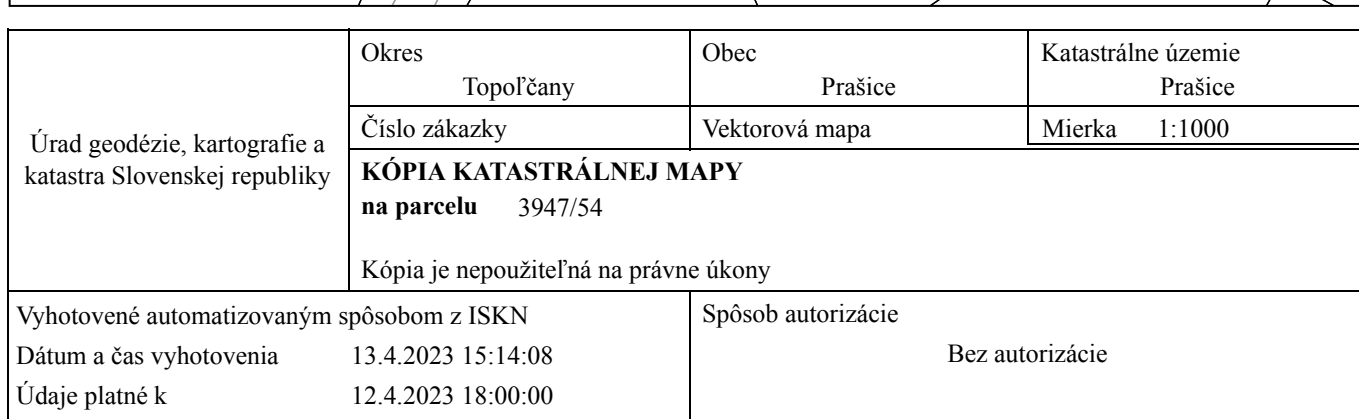 Úrad geodézie, kartografie a
katastra Slovenskej republiky
Okres
Topoľčany
Obec
Prašice
Katastrálne územie
Prašice
Číslo zákazky
Vektorová mapa
Mierka 1:1000
KÓPIA KATASTRÁLNEJ MAPY
na parcelu 3947/54
Kópia je nepoužiteľná na právne úkony
Vyhotovené automatizovaným spôsobom z ISKN
Dátum a čas vyhotovenia 13.4.2023 15:14:08
Údaje platné k 12.4.2023 18:00:00
Spôsob autorizácie
Bez autorizácie